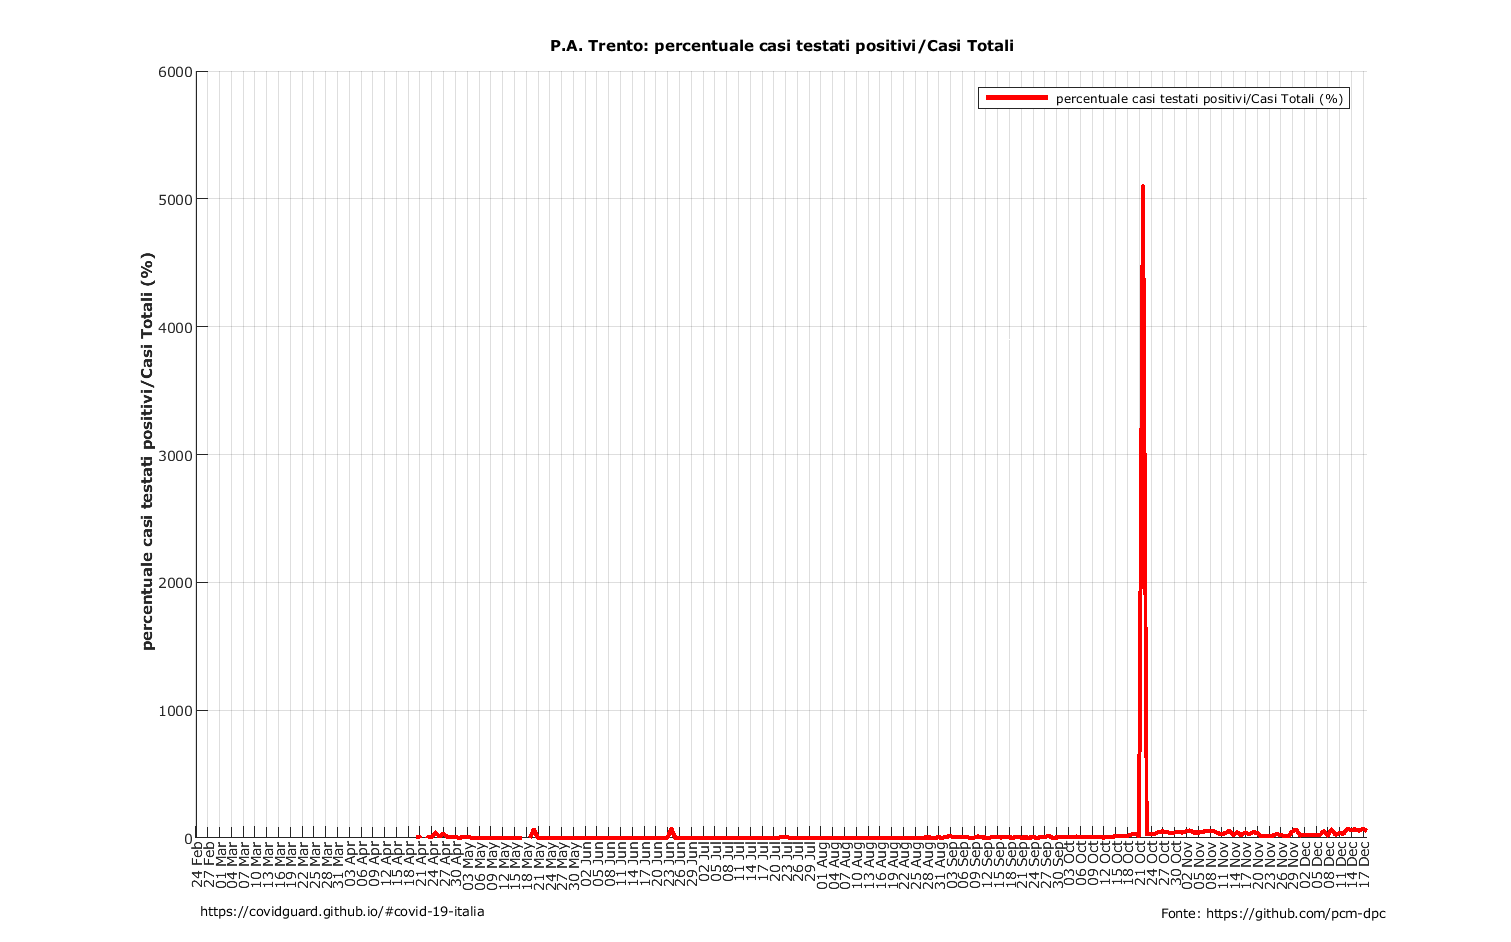 P.A. Trento: percentuale casi testati positivi/Casi Totali
percentuale casi testati positivi/Casi Totali (%)
percentuale casi testati positivi/Casi Totali (%)
6000
5000
4000
3000
2000
1000
0
24 Feb
27 Feb
01 Mar
04 Mar
07 Mar
10 Mar
13 Mar
16 Mar
19 Mar
22 Mar
25 Mar
28 Mar
31 Mar
03 Apr
06 Apr
09 Apr
12 Apr
15 Apr
18 Apr
21 Apr
24 Apr
27 Apr
30 Apr
03 May
06 May
09 May
12 May
15 May
18 May
21 May
24 May
27 May
30 May
02 Jun
05 Jun
08 Jun
11 Jun
14 Jun
17 Jun
20 Jun
23 Jun
26 Jun
29 Jun
02 Jul
05 Jul
08 Jul
11 Jul
14 Jul
17 Jul
20 Jul
23 Jul
26 Jul
29 Jul
01 Aug
04 Aug
07 Aug
10 Aug
13 Aug
16 Aug
19 Aug
22 Aug
25 Aug
28 Aug
31 Aug
03 Sep
06 Sep
09 Sep
12 Sep
15 Sep
18 Sep
21 Sep
24 Sep
27 Sep
30 Sep
03 Oct
06 Oct
09 Oct
12 Oct
15 Oct
18 Oct
21 Oct
24 Oct
27 Oct
30 Oct
02 Nov
05 Nov
08 Nov
11 Nov
14 Nov
17 Nov
20 Nov
23 Nov
26 Nov
29 Nov
02 Dec
05 Dec
08 Dec
11 Dec
14 Dec
17 Dec
https://covidguard.github.io/#covid-19-italia
Fonte: https://github.com/pcm-dpc